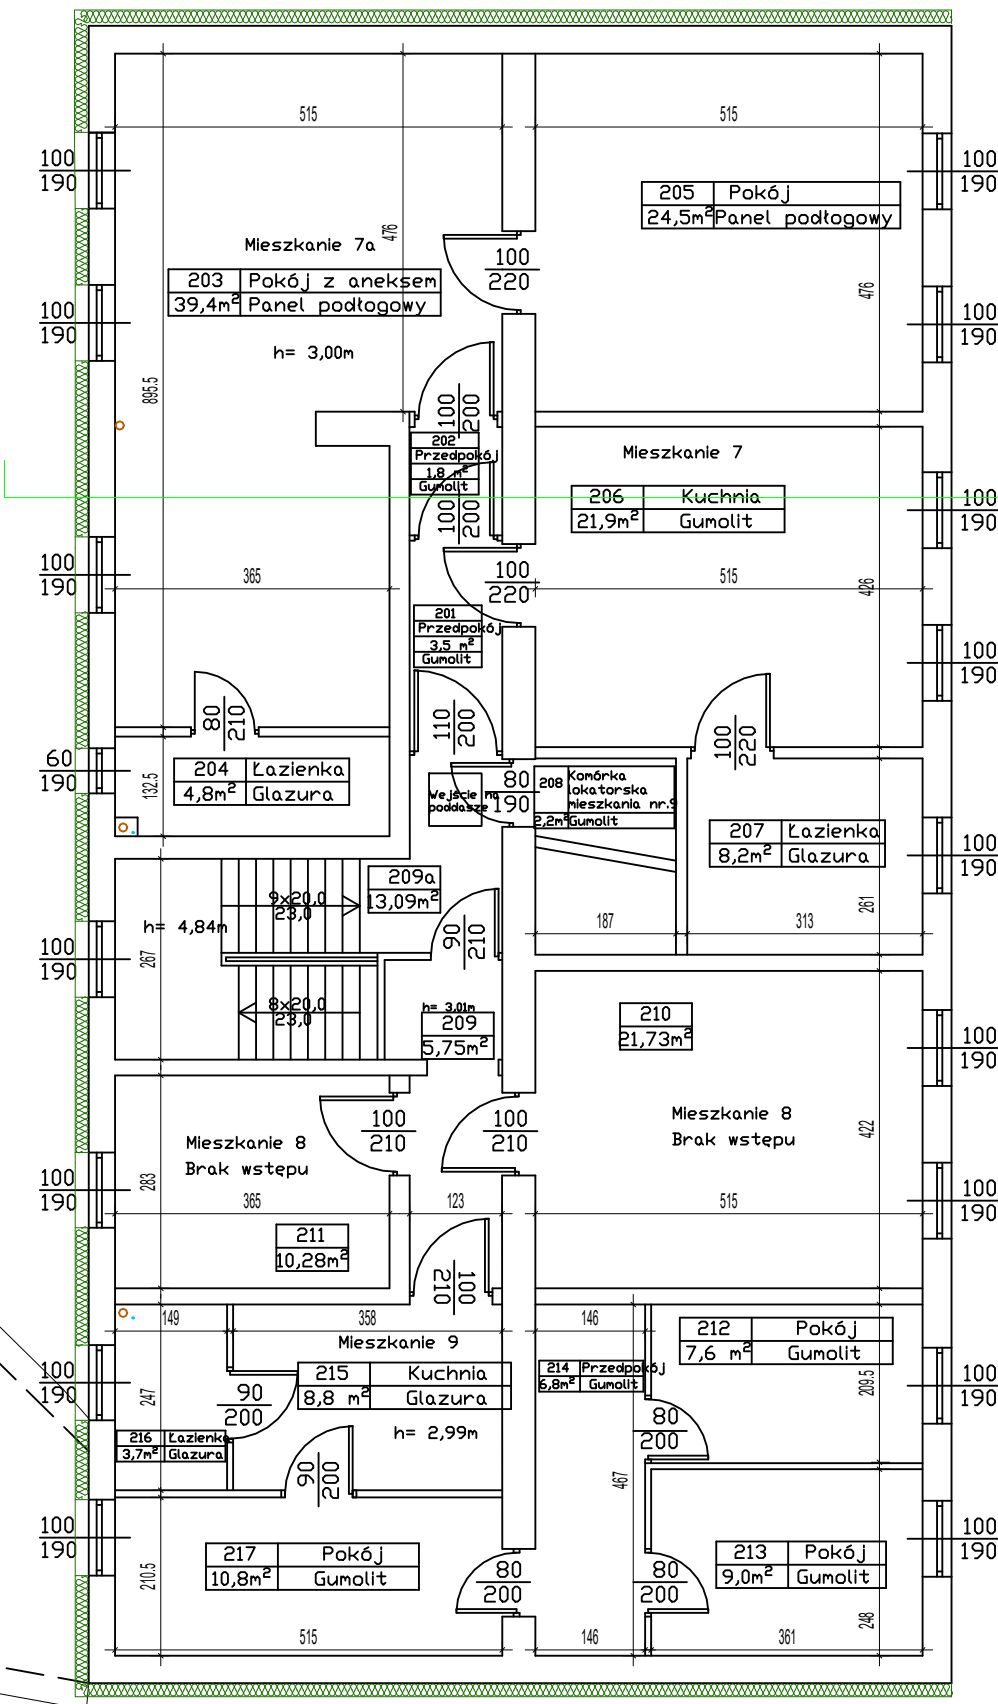 515
515
100
190
100
190
205 Pokój
24,5m² Panel podłogowy
476
Mieszkanie 7a
203 Pokój z aneksem
39,4m² Panel podłogowy
h= 3,00m
100
220
476
100
190
100
190
895.5
100
200
202
Przedpokój
1,8 m²
Gumolit
100
200
Mieszkanie 7
206 Kuchnia
21,9m² Gumolit
100
190
100
190
365
100
220
515
426
201
Przedpokój
3,5 m²
Gumolit
100
190
80
210
110
200
100
220
60
190
132.5
204 Łazienka
4,8m² Glazura
Wejście na
poddasze
80
190
208 Komórka
lokatorska
mieszkania nr.9
2,2m² Gumolit
207 Łazienka
8,2m² Glazura
100
190
209a
13,09m²
9x20,0
23,0
h= 4,84m
90
210
187
313
261
100
190
267
8x20,0
23,0
h= 3,01m
209
5,75m²
210
21,73m²
100
190
Mieszkanie 8
Brak wstępu
100
210
100
210
Mieszkanie 8
Brak wstępu
422
100
190
283
365
123
515
100
190
211
10,28m²
100
210
149
358
146
Mieszkanie 9
212 Pokój
7,6 m² Gumolit
215 Kuchnia
8,8 m² Glazura
214 Przedpokój
6,8m² Gumolit
209.5
100
190
100
190
247
90
200
h= 2,99m
80
200
216 Łazienka
3,7m² Glazura
90
200
467
100
190
100
190
217 Pokój
10,8m² Gumolit
213 Pokój
9,0m² Gumolit
210.5
80
200
80
200
248
515
146
361